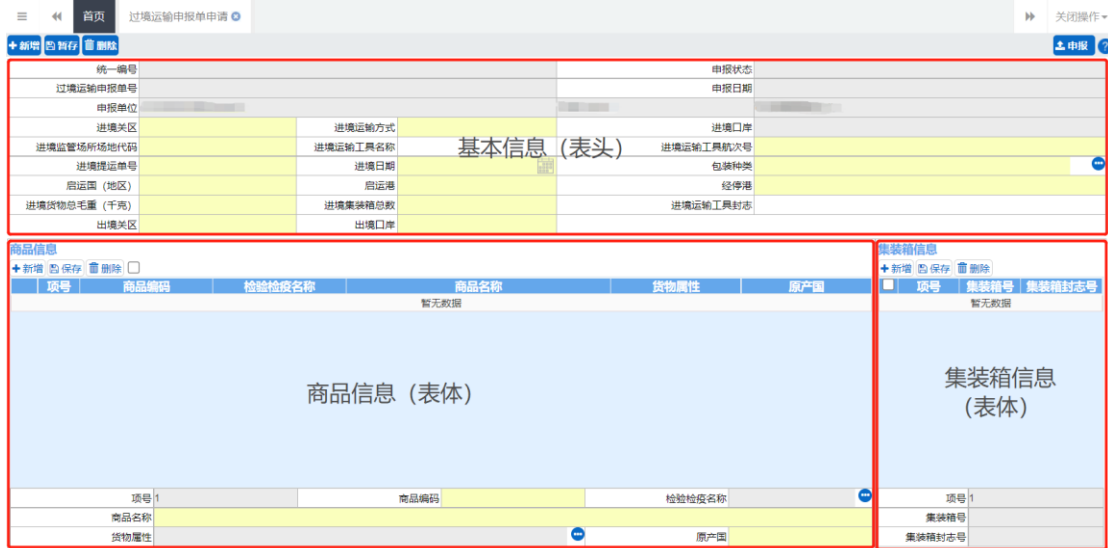 首页 过境运输申报单申请 关闭操作
新增 暂存 删除 申报
统一编号 申报状态
过境运输申报单号 申报日期
申报单位
进境关区 进境运输方式 进境口岸
进境监管场所场地代码 进境运输工具名称 进境运输工具航次号
基本信息（表头）
进境提运单号 进境日期 包装种类
启运国（地区） 启运港 经停港
进境货物总毛重（千克） 进境集装箱总数 进境运输工具封志
出境关区 出境口岸
商品信息
新增 保存 删除
项号 商品编码 检验检疫名称 商品名称 货物属性 原产国
暂无数据
商品信息（表体）
项号 1 商品编码 检验检疫名称
商品名称
货物属性 原产国
集装箱信息
新增 保存 删除
项号 集装箱号 集装箱封志号
暂无数据
集装箱信息
（表体）
项号 1
集装箱号
集装箱封志号